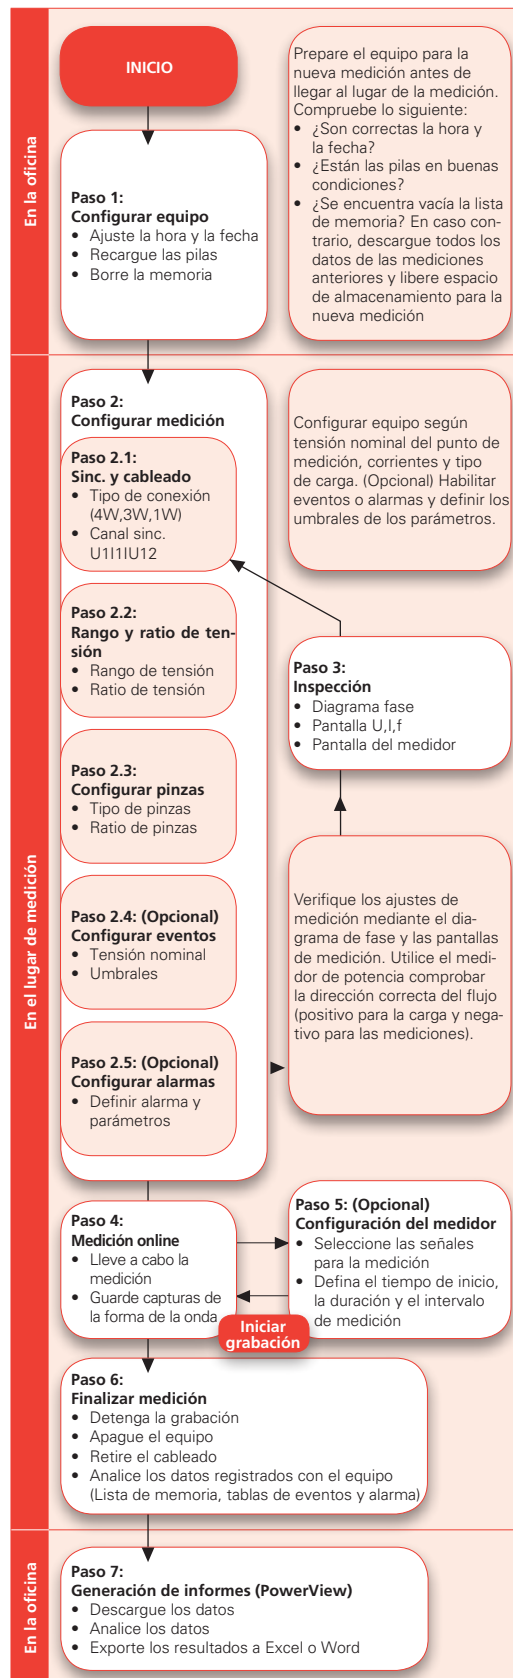 En la oficina
INICIO
Prepare el equipo para la
nueva medición antes de
llegar al lugar de la medición.
Compruebe lo siguiente:
• ¿Son correctas la hora y
la fecha?
• ¿Están las pilas en buenas
condiciones?
• ¿Se encuentra vacía la lista
de memoria? En caso con-
trario, descargue todos los
datos de las mediciones
anteriores y libere espacio
de almacenamiento para la
nueva medición
Paso 1:
Configurar equipo
• Ajuste la hora y la fecha
• Recargue las pilas
• Borre la memoria
En el lugar de medición
Paso 2:
Configurar medición
Paso 2.1:
Sinc. y cableado
• Tipo de conexión
(4W,3W,1W)
• Canal sinc.
U1I1IU12
Configurar equipo según
tensión nominal del punto de
medición, corrientes y tipo
de carga. (Opcional) Habilitar
eventos o alarmas y definir los
umbrales de los parámetros.
Paso 2.2:
Rango y ratio de ten-
sión
• Rango de tensión
• Ratio de tensión
Paso 3:
Inspección
• Diagrama fase
• Pantalla U,I,f
• Pantalla del medidor
Paso 2.3:
Configurar pinzas
• Tipo de pinzas
• Ratio de pinzas
Verifique los ajustes de
medición mediante el dia-
grama de fase y las pantallas
de medición. Utilice el medi-
dor de potencia comprobar
la dirección correcta del flujo
(positivo para la carga y nega-
tivo para las mediciones).
Paso 2.4: (Opcional)
Configurar eventos
• Tensión nominal
• Umbrales
Paso 2.5: (Opcional)
Configurar alarmas
• Definir alarma y
parámetros
Paso 4:
Medición online
• Lleve a cabo la
medición
• Guarde capturas de
la forma de la onda
Paso 5: (Opcional)
Configuración del medidor
• Seleccione las señales
para la medición
• Defina el tiempo de inicio,
la duración y el intervalo
de medición
Iniciar
grabación
Paso 6:
Finalizar medición
• Detenga la grabación
• Apague el equipo
• Retire el cableado
• Analice los datos registrados con el equipo
(Lista de memoria, tablas de eventos y alarma)
En la oficina
Paso 7:
Generación de informes (PowerView)
• Descargue los datos
• Analice los datos
• Exporte los resultados a Excel o Word